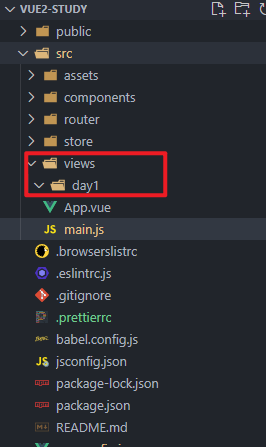 VUE2-STUDY
public
src
assets
components
router
store
views
day1
App.vue
JS main.js
.browserslistrc
.eslintrc.js
.gitignore
.prettierrc
babel.config.js
JS jsconfig.json
package-lock.json
package.json
README.md